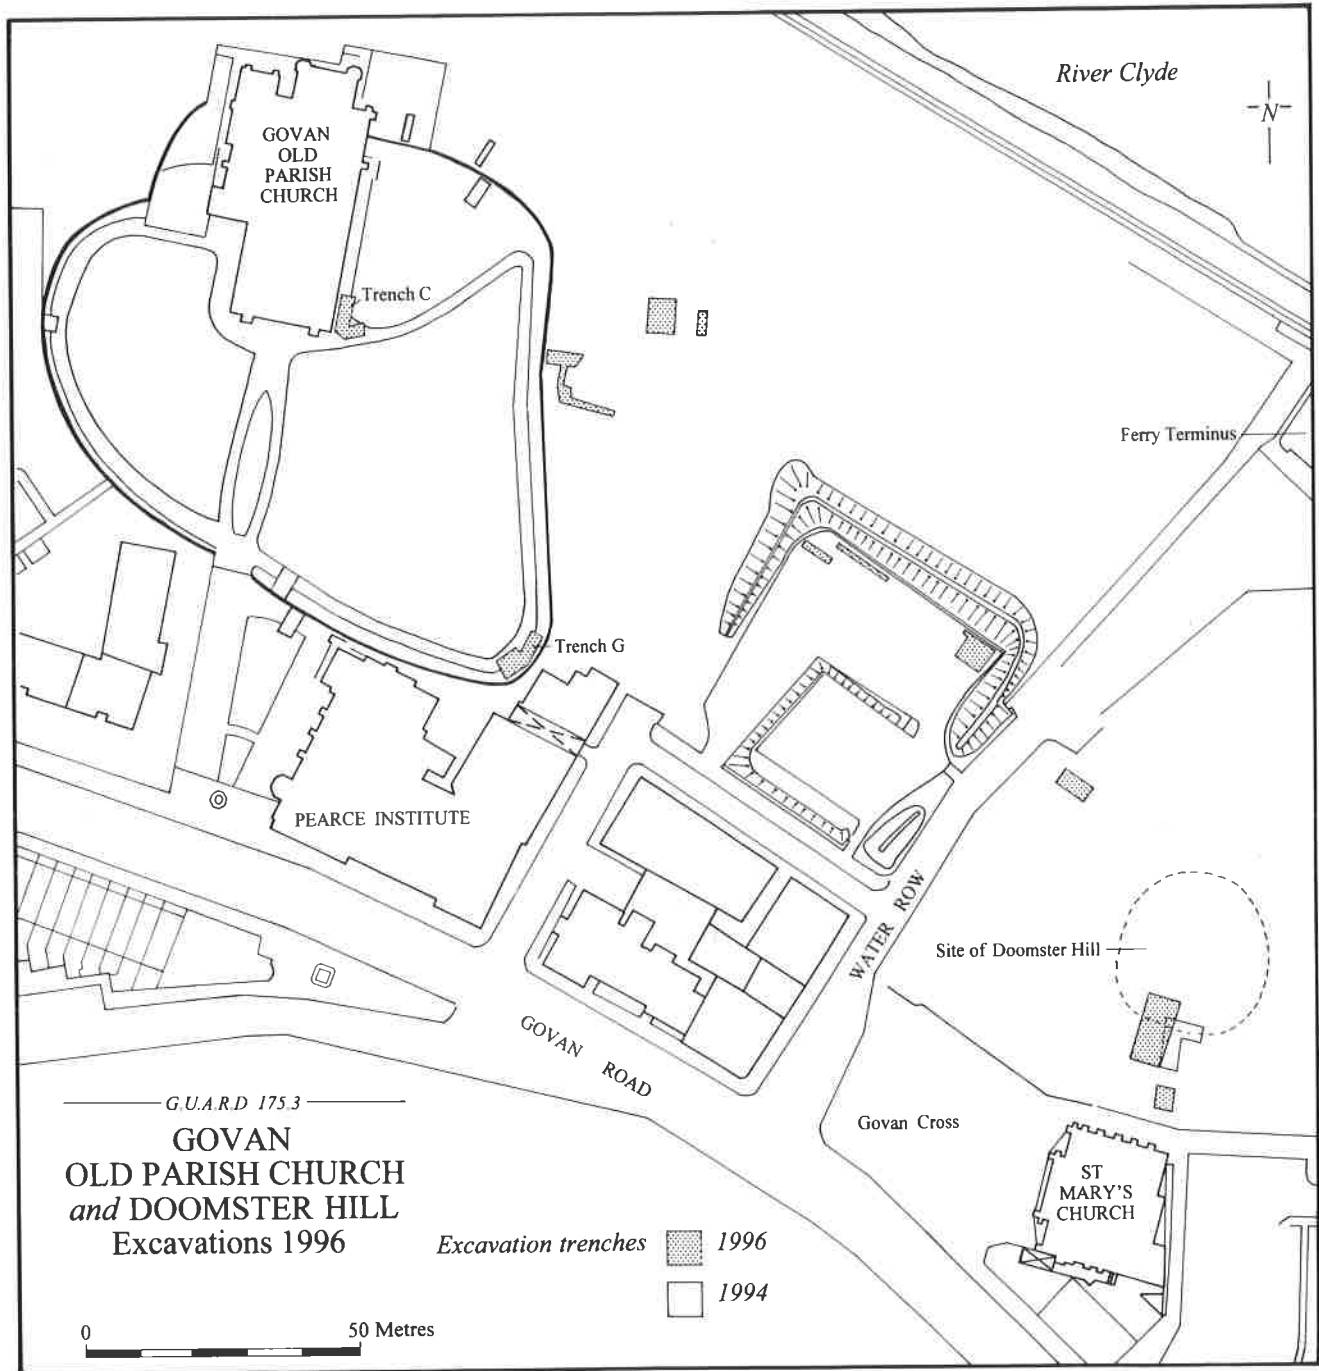 River Clyde
N
GOVAN
OLD
PARISH
CHURCH
Trench C
Ferry Terminus
Trench G
PEARCE INSTITUTE
WATER ROW
Site of Doomster Hill
GOVAN ROAD
Govan Cross
ST
MARY'S
CHURCH
G.U.A.R.D 175.3
GOVAN
OLD PARISH CHURCH
and DOOMSTER HILL
Excavations 1996
Excavation trenches
1996
1994
0
50 Metres